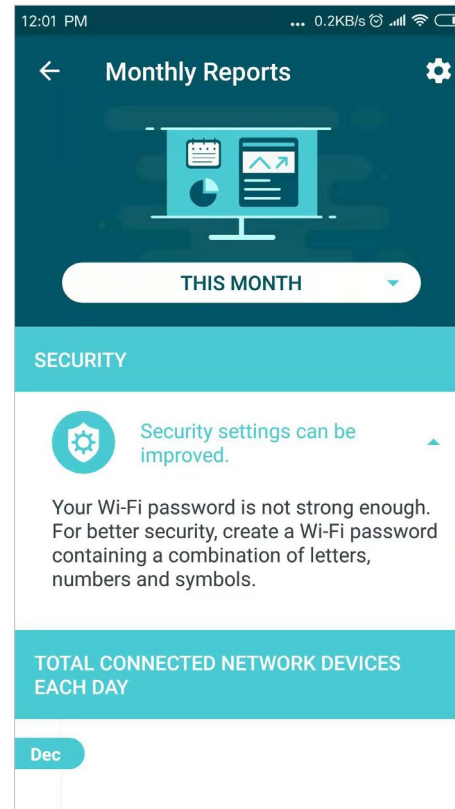 12:01 PM
... 0.2KB/s
Monthly Reports
THIS MONTH
SECURITY
Security settings can be
improved.
Your Wi-Fi password is not strong enough.
For better security, create a Wi-Fi password
containing a combination of letters,
numbers and symbols.
TOTAL CONNECTED NETWORK DEVICES
EACH DAY
Dec